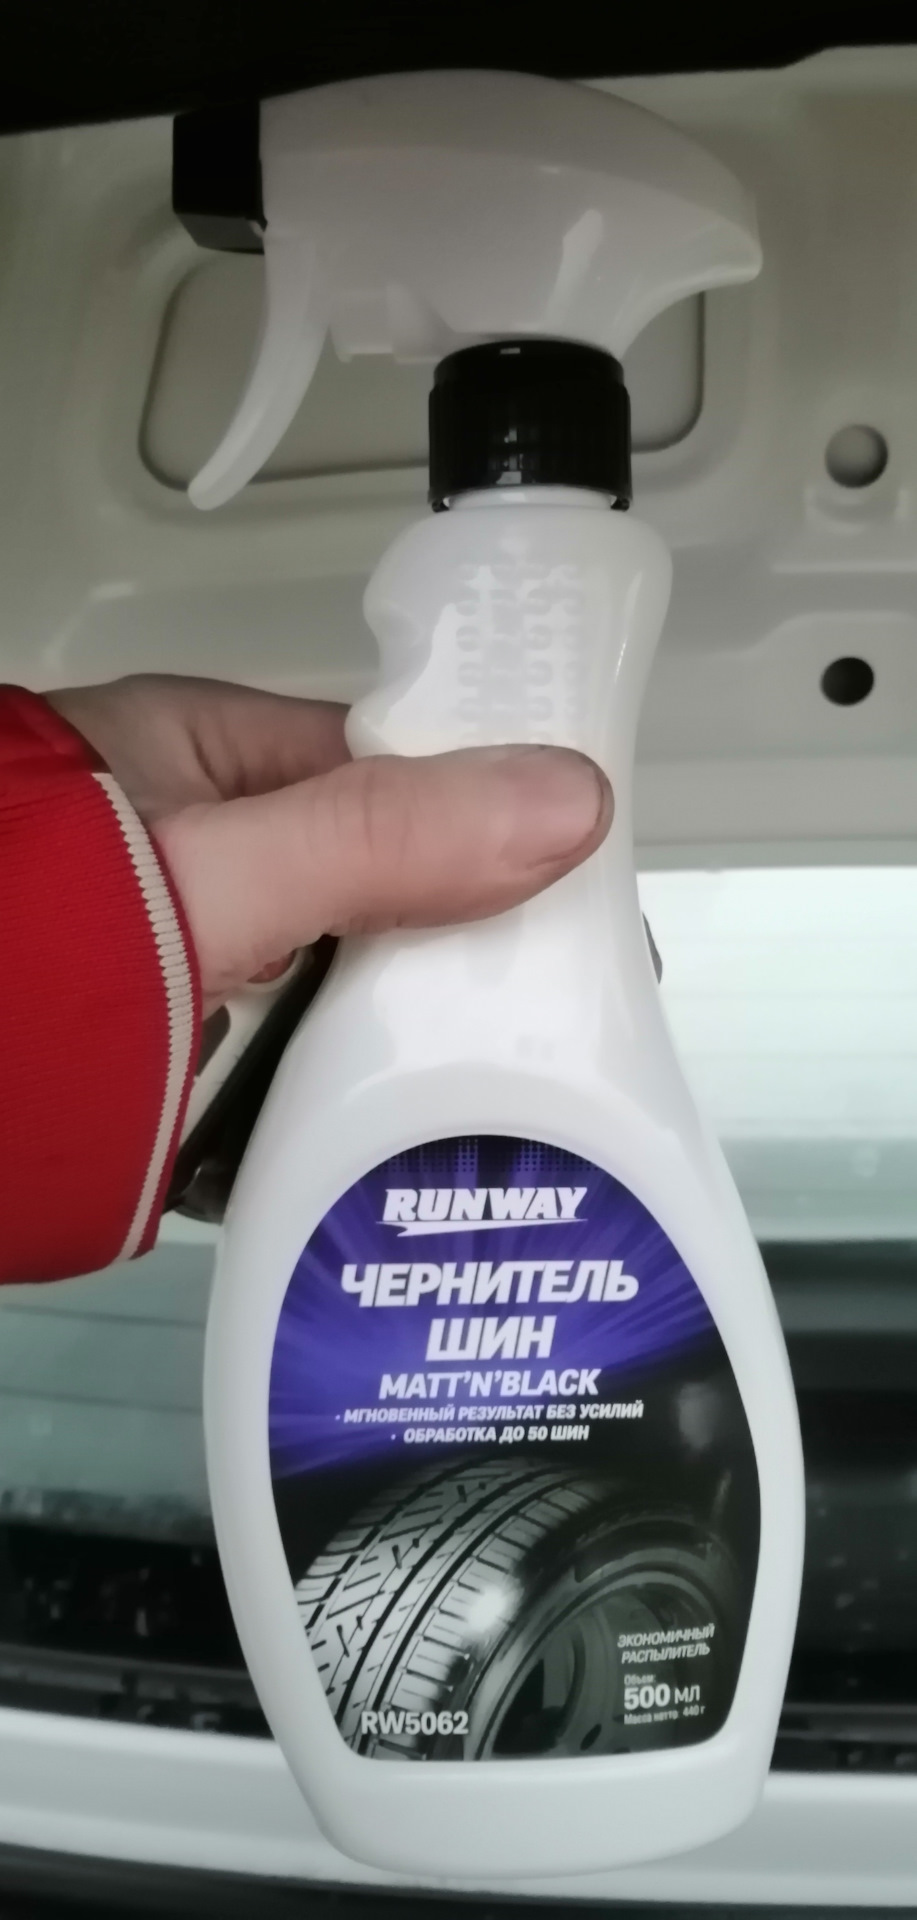 RUNWAY
ЧЕРНИТЕЛЬ
ШИН
MATT'N'BLACK
• МГНОВЕННЫЙ РЕЗУЛЬТАТ БЕЗ УСИЛИЙ
• ОБРАБОТКА ДО 50 ШИН
ЭКОНОМИЧНЫЙ
РАСПЫЛИТЕЛЬ
Объем:
500 МЛ
Масса нетто 440 г
RW5062